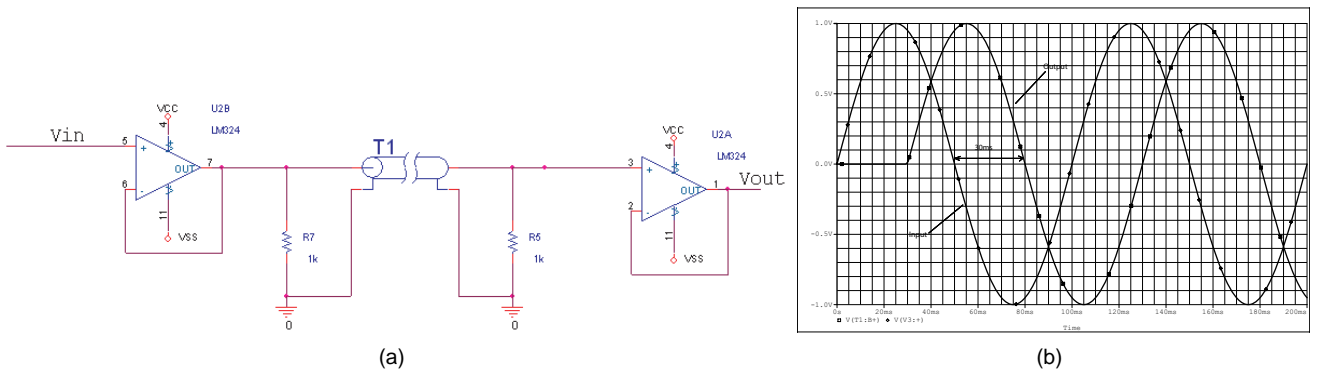 Vin
5
+
6
-
VCC
4
U2B
LM324
OUT
7
11
VSS
R7
1k
0
T1
R5
1k
0
3
+
2
-
VCC
4
U2A
LM324
OUT
1
11
VSS
Vout
(a)
1.0V
0.5V
0.0V
-0.5V
-1.0V
Output
30ms
Input
0s 20ms 40ms 60ms 80ms 100ms 120ms 140ms 160ms 180ms 200ms
V(T1:B+) V(V3:+)
Time
(b)